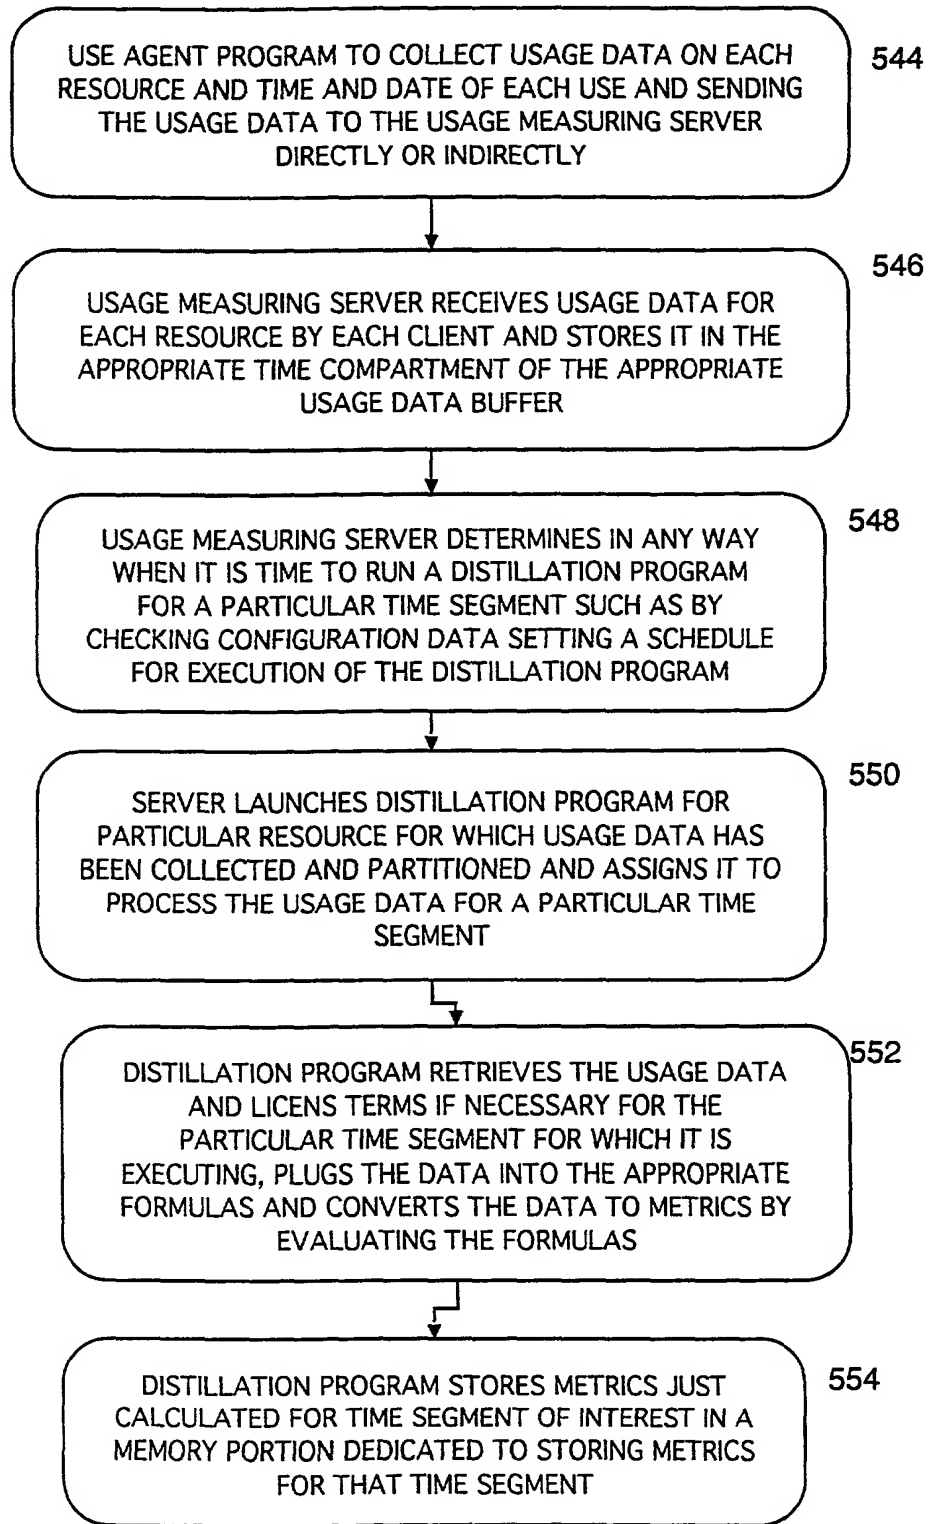 USE AGENT PROGRAM TO COLLECT USAGE DATA ON EACH
RESOURCE AND TIME AND DATE OF EACH USE AND SENDING
THE USAGE DATA TO THE USAGE MEASURING SERVER
DIRECTLY OR INDIRECTLY
544
USAGE MEASURING SERVER RECEIVES USAGE DATA FOR
EACH RESOURCE BY EACH CLIENT AND STORES IT IN THE
APPROPRIATE TIME COMPARTMENT OF THE APPROPRIATE
USAGE DATA BUFFER
546
USAGE MEASURING SERVER DETERMINES IN ANY WAY
WHEN IT IS TIME TO RUN A DISTILLATION PROGRAM
FOR A PARTICULAR TIME SEGMENT SUCH AS BY
CHECKING CONFIGURATION DATA SETTING A SCHEDULE
FOR EXECUTION OF THE DISTILLATION PROGRAM
548
SERVER LAUNCHES DISTILLATION PROGRAM FOR
PARTICULAR RESOURCE FOR WHICH USAGE DATA HAS
BEEN COLLECTED AND PARTITIONED AND ASSIGNS IT TO
PROCESS THE USAGE DATA FOR A PARTICULAR TIME
SEGMENT
550
DISTILLATION PROGRAM RETRIEVES THE USAGE DATA
AND LICENS TERMS IF NECESSARY FOR THE
PARTICULAR TIME SEGMENT FOR WHICH IT IS
EXECUTING, PLUGS THE DATA INTO THE APPROPRIATE
FORMULAS AND CONVERTS THE DATA TO METRICS BY
EVALUATING THE FORMULAS
552
DISTILLATION PROGRAM STORES METRICS JUST
CALCULATED FOR TIME SEGMENT OF INTEREST IN A
MEMORY PORTION DEDICATED TO STORING METRICS
FOR THAT TIME SEGMENT
554